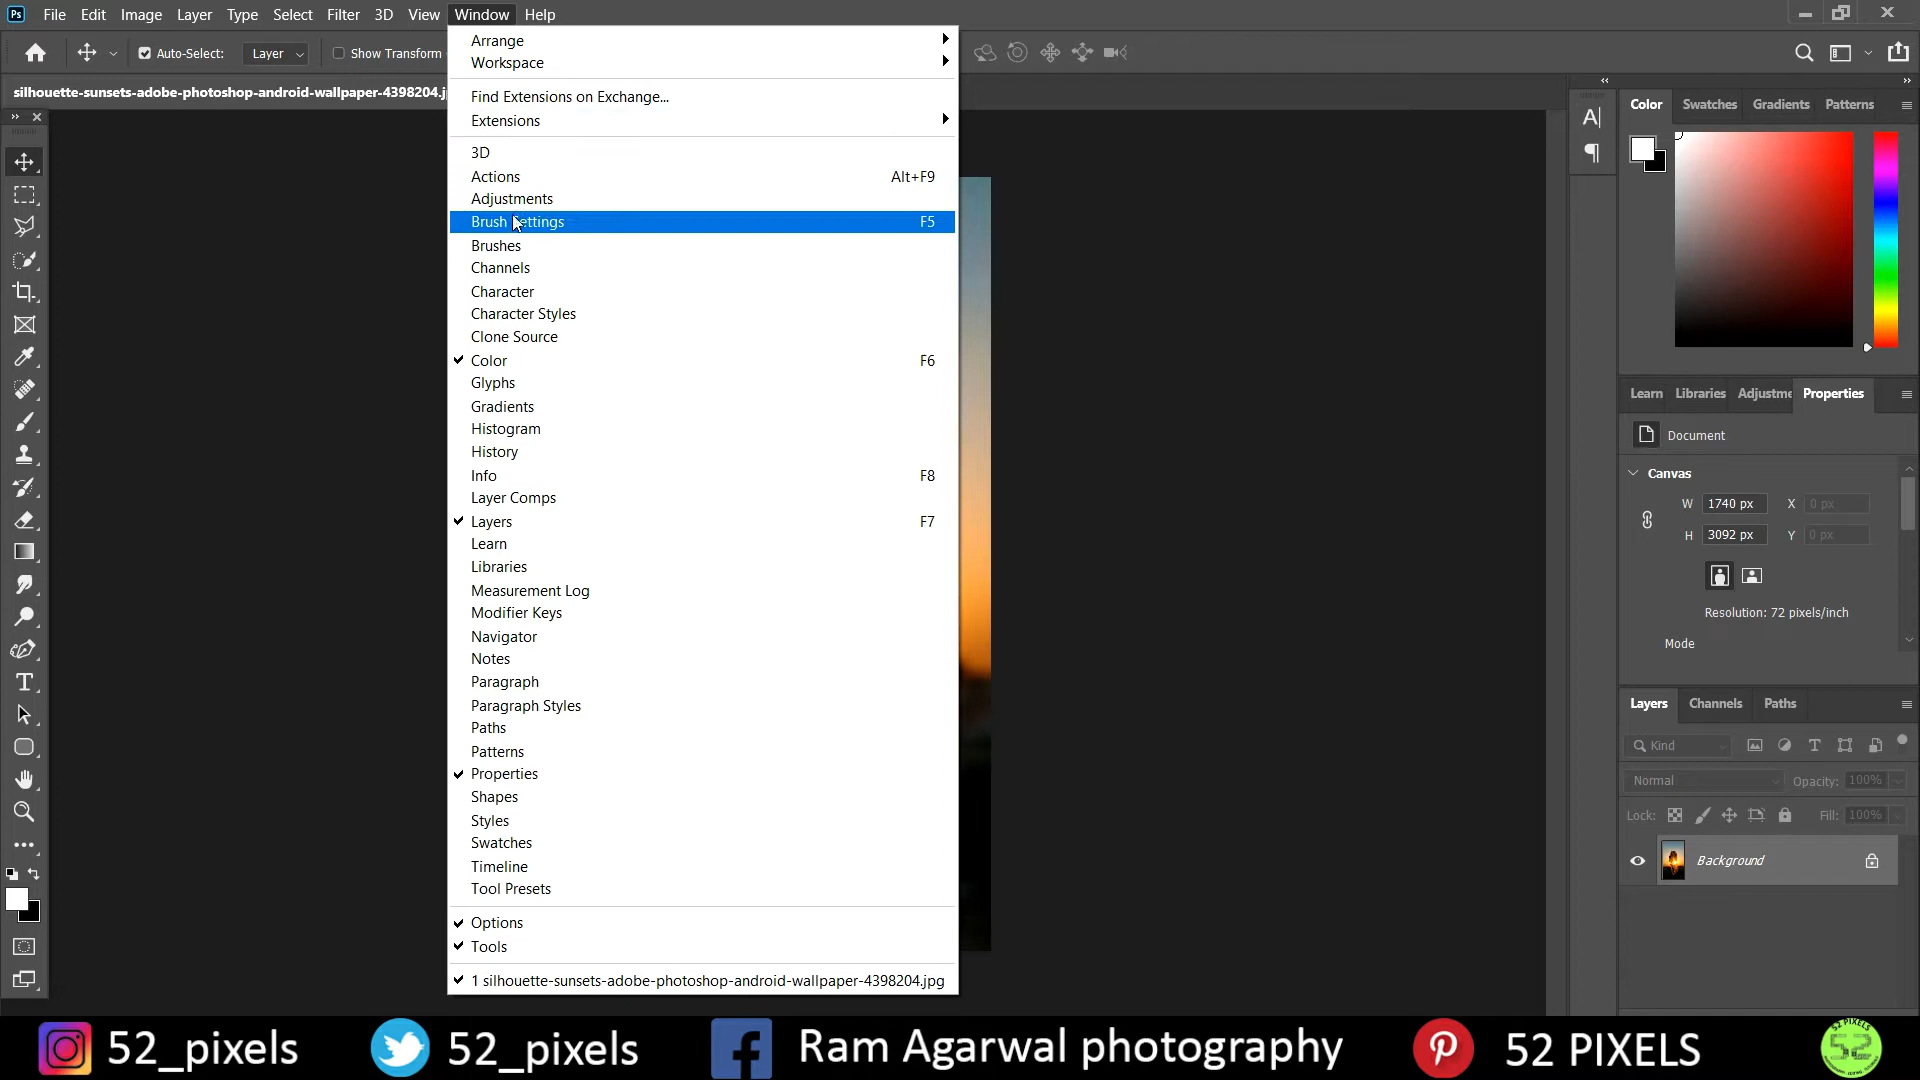 Ps File Edit Image Layer Type Select Filter 3D View Window Help
Auto-Select: Layer Show Transform
silhouette-sunsets-adobe-photoshop-android-wallpaper-4398204.j
Arrange
Workspace
Find Extensions on Exchange...
Extensions
3D
Actions Alt+F9
Adjustments
Brush Settings F5
Brushes
Channels
Character
Character Styles
Clone Source
Color F6
Glyphs
Gradients
Histogram
History
Info F8
Layer Comps
Layers F7
Learn
Libraries
Measurement Log
Modifier Keys
Navigator
Notes
Paragraph
Paragraph Styles
Paths
Patterns
Properties
Shapes
Styles
Swatches
Timeline
Tool Presets
Options
Tools
1 silhouette-sunsets-adobe-photoshop-android-wallpaper-4398204.jpg
Color Swatches Gradients Patterns
Learn Libraries Adjustme Properties
Document
Canvas
W 1740 px X 0 px
H 3092 px Y 0 px
Resolution: 72 pixels/inch
Mode
Layers Channels Paths
Kind
Normal Opacity: 100%
Lock: Fill: 100%
Background
52_pixels 52_pixels Ram Agarwal photography 52 PIXELS
52 PIXELS
52